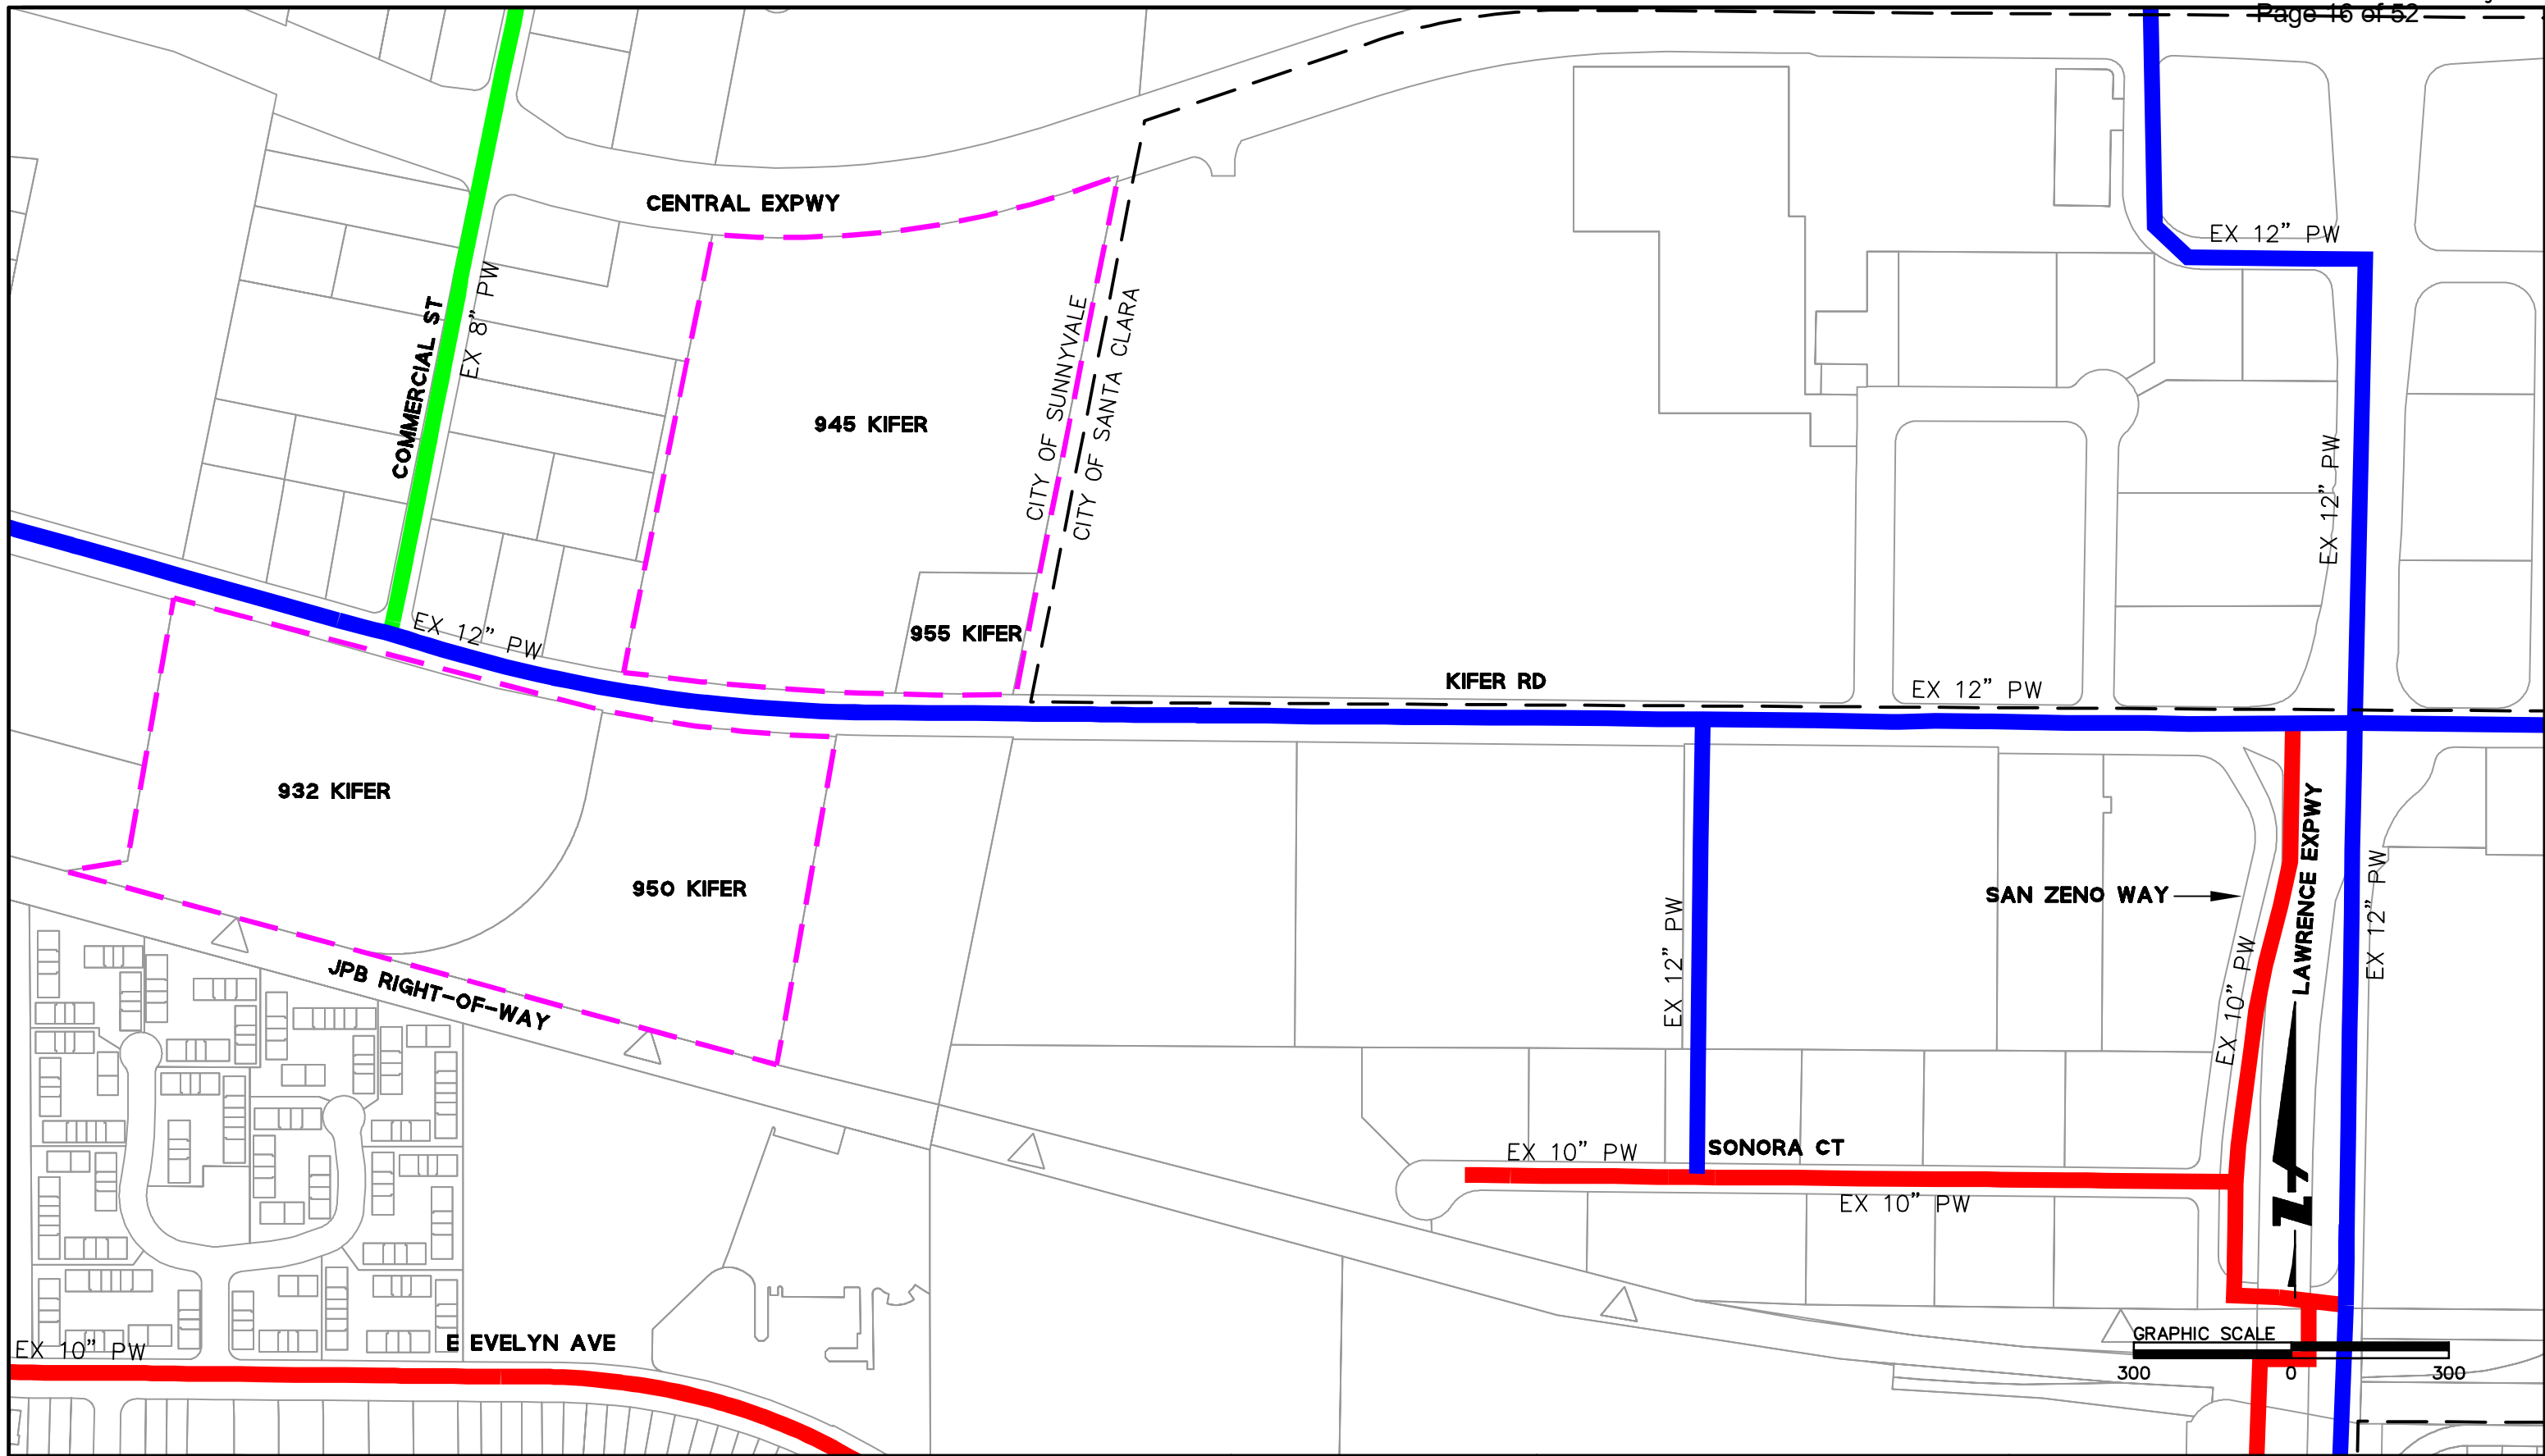 Page 16 of 52
CENTRAL EXPWY
EX 12" PW
COMMERCIAL ST
EX 8" PW
CITY OF SUNNYVALE
CITY OF SANTA CLARA
945 KIFER
EX 12" PW
EX 12" PW
955 KIFER
KIFER RD
EX 12" PW
932 KIFER
950 KIFER
SAN ZENO WAY
LAWRENCE EXPWY
EX 12" PW
EX 12" PW
EX 10" PW
JPB RIGHT-OF-WAY
EX 10" PW
SONORA CT
EX 10" PW
E EVELYN AVE
EX 10" PW
GRAPHIC SCALE
300 0 300